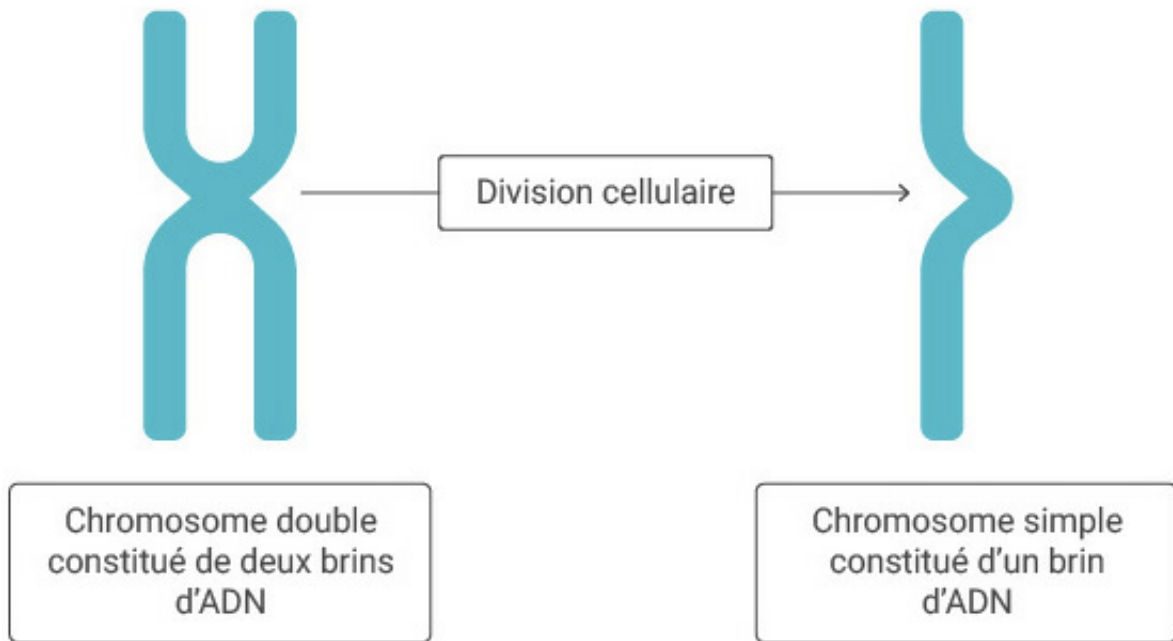 Division cellulaire
Chromosome double
constitué de deux brins
d’ADN
Chromosome simple
constitué d’un brin
d’ADN